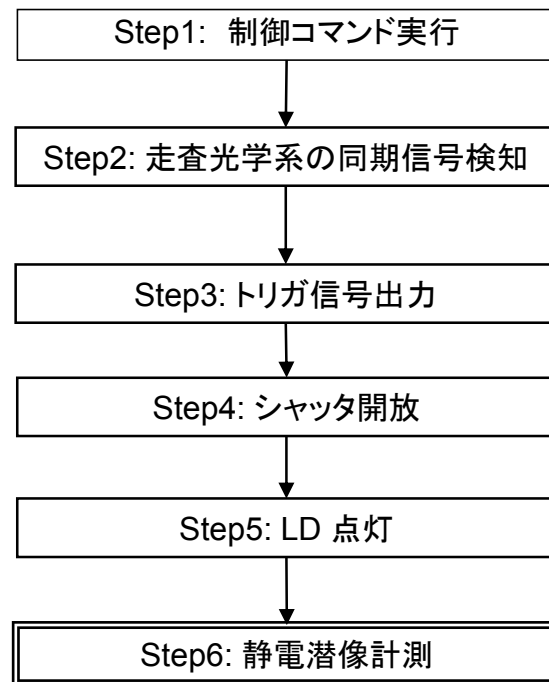 Step1: 制御コマンド実行
Step2: 走査光学系の同期信号検知
Step3: トリガ信号出力
Step4: シャッタ開放
Step5: LD 点灯
Step6: 静電潜像計測